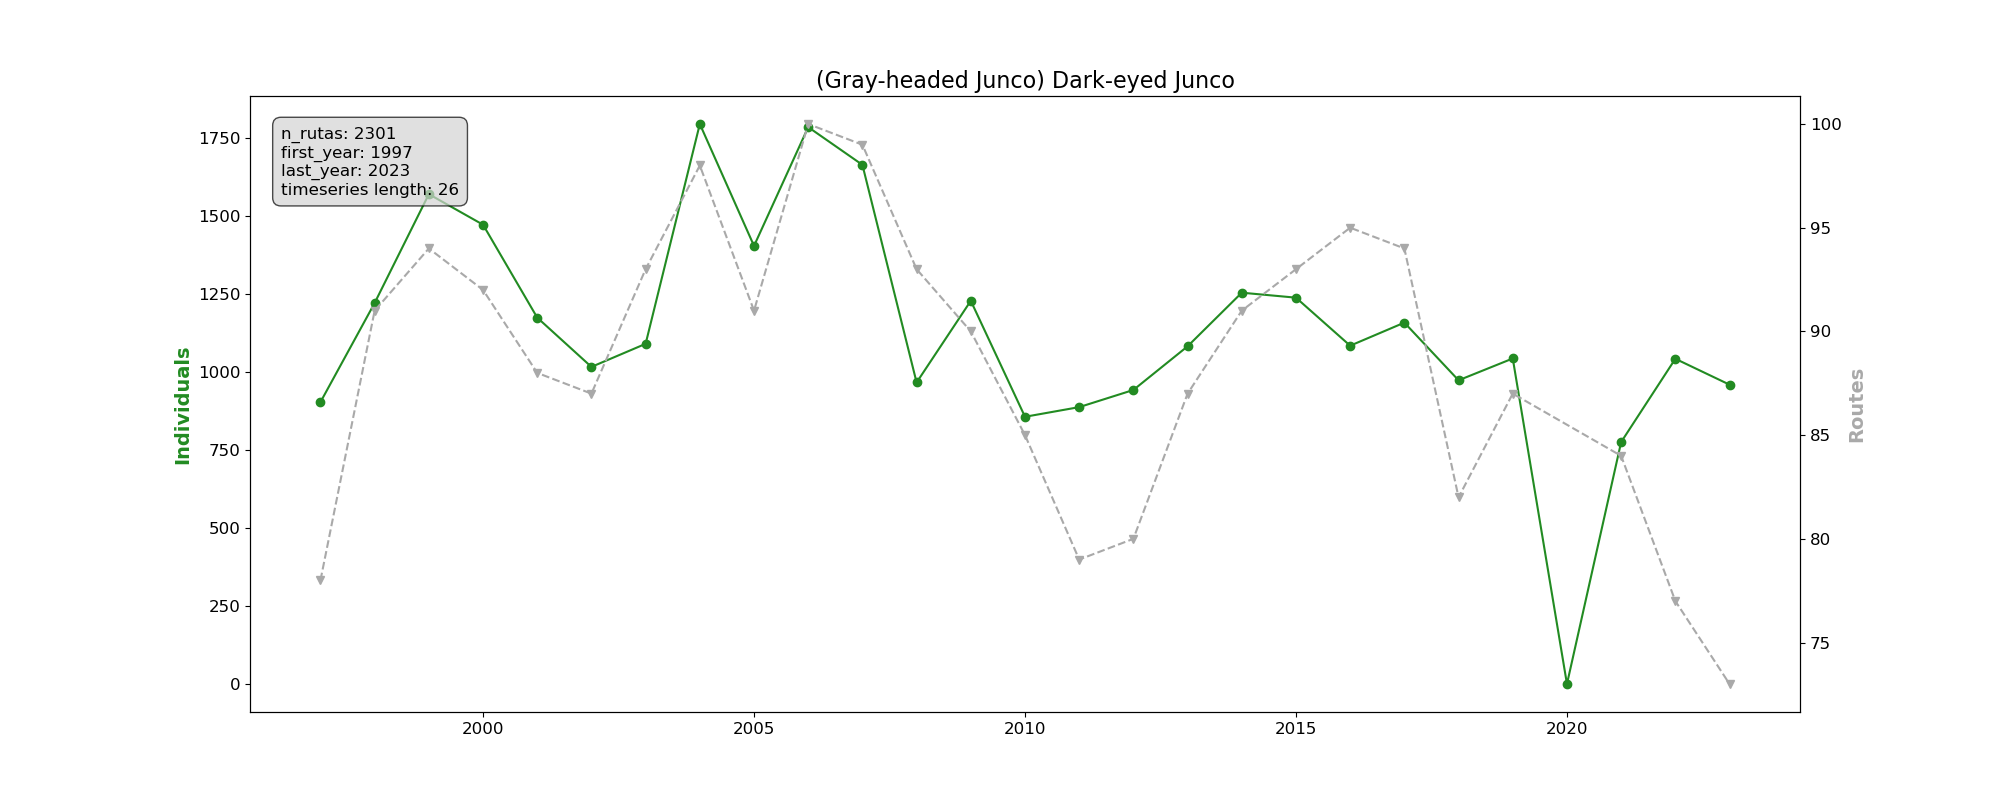 (Gray-headed Junco) Dark-eyed Junco
n_rutas: 2301
first_year: 1997
last_year: 2023
timeseries length: 26
Individuals
1750
1500
1250
1000
750
500
250
0
Routes
100
95
90
85
80
75
2000 2005 2010 2015 2020